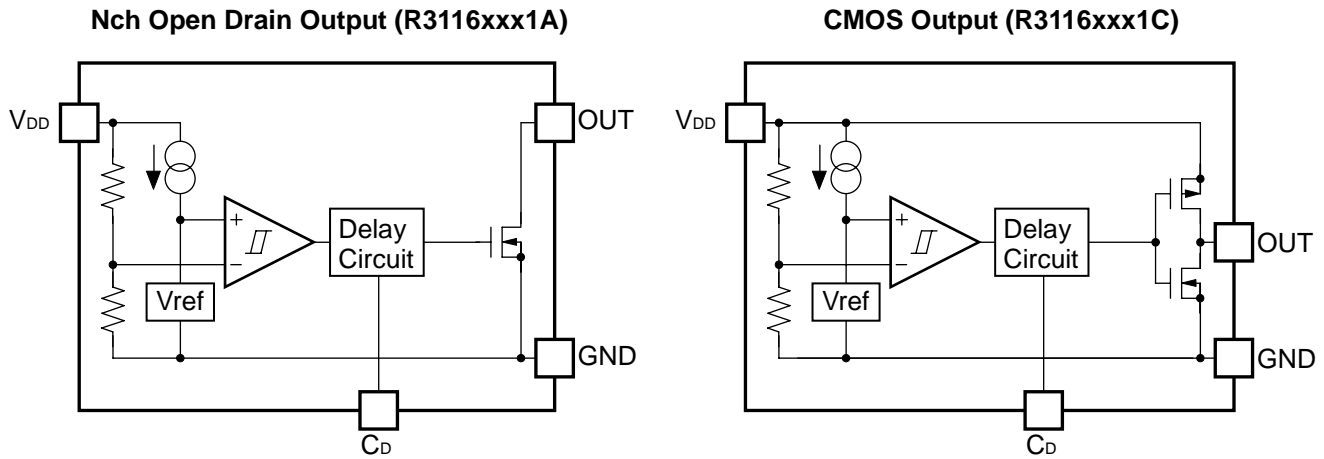 Nch Open Drain Output (R3116xxx1A)
VDD
OUT
+
−
Delay
Circuit
Vref
GND
CD
CMOS Output (R3116xxx1C)
VDD
+
−
Delay
Circuit
OUT
Vref
GND
CD